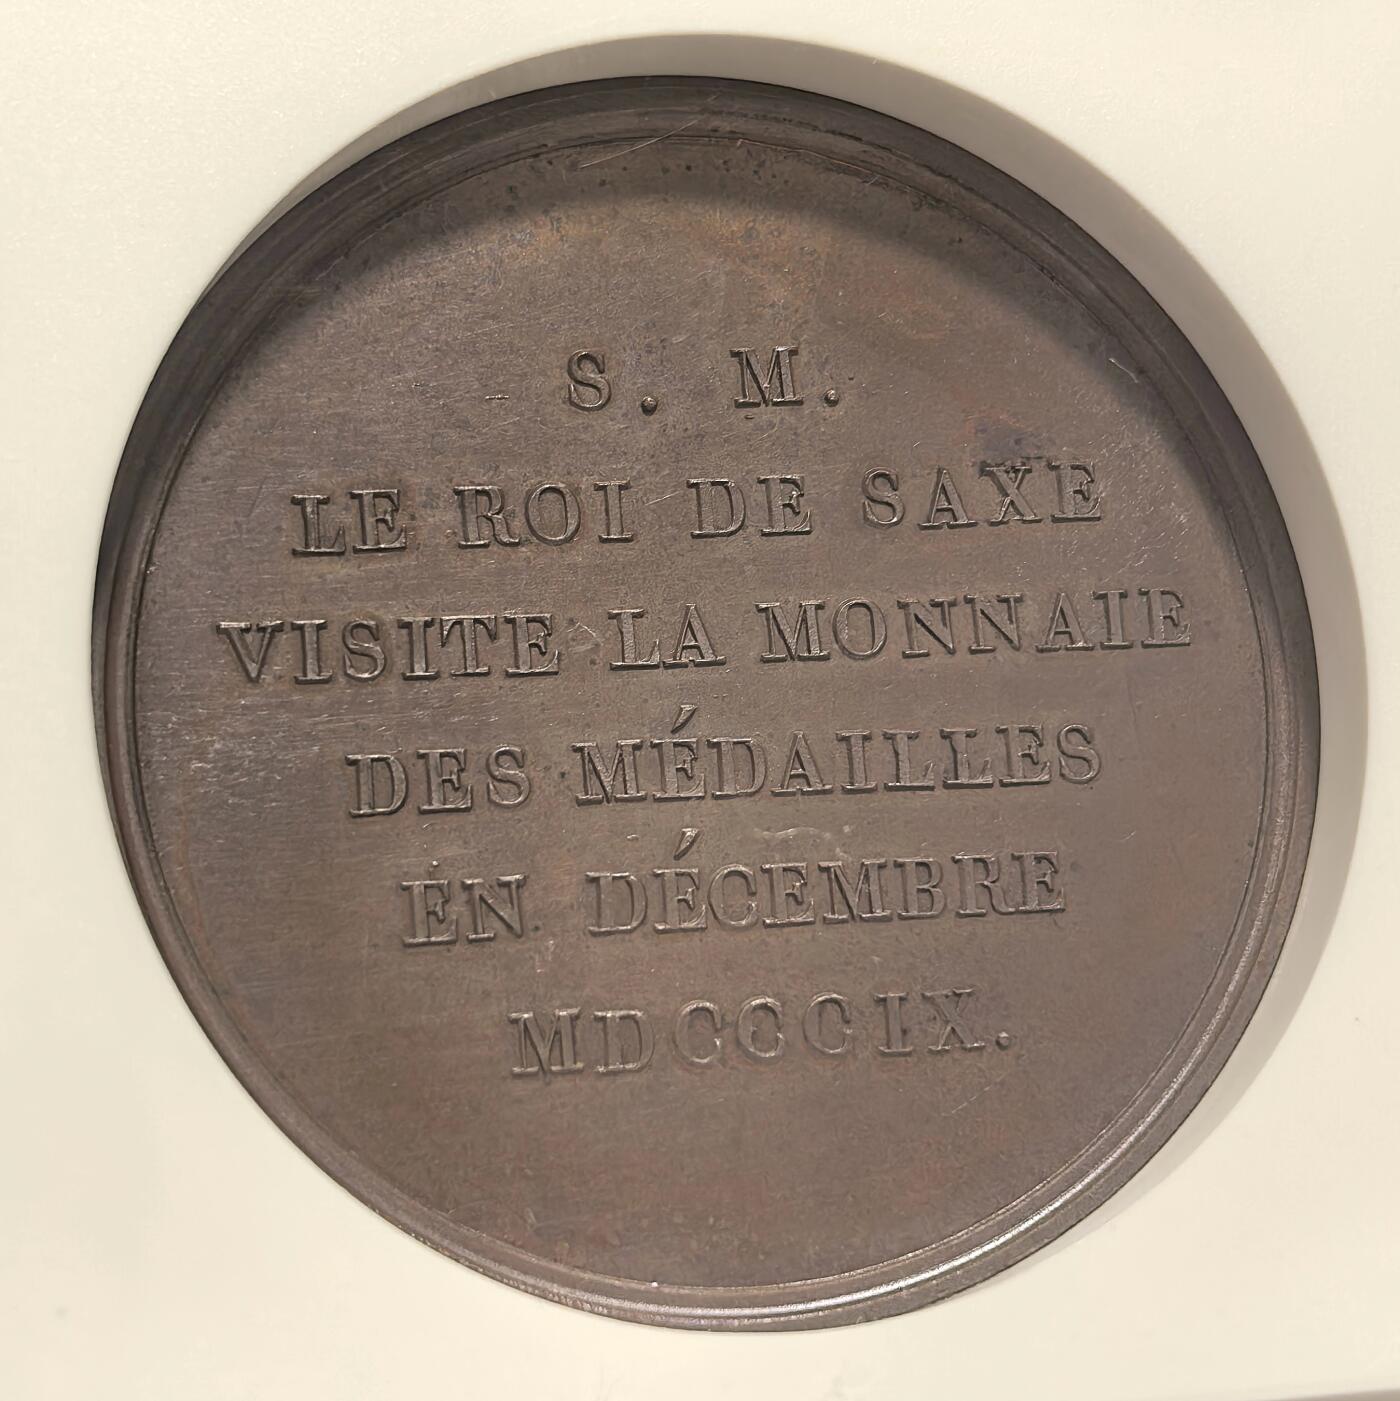 S. M.
LE ROI DE SAXE
VISITE LA MONNAIE
DES MÉDAILLES
EN DÉCEMBRE
MDCCCIX.